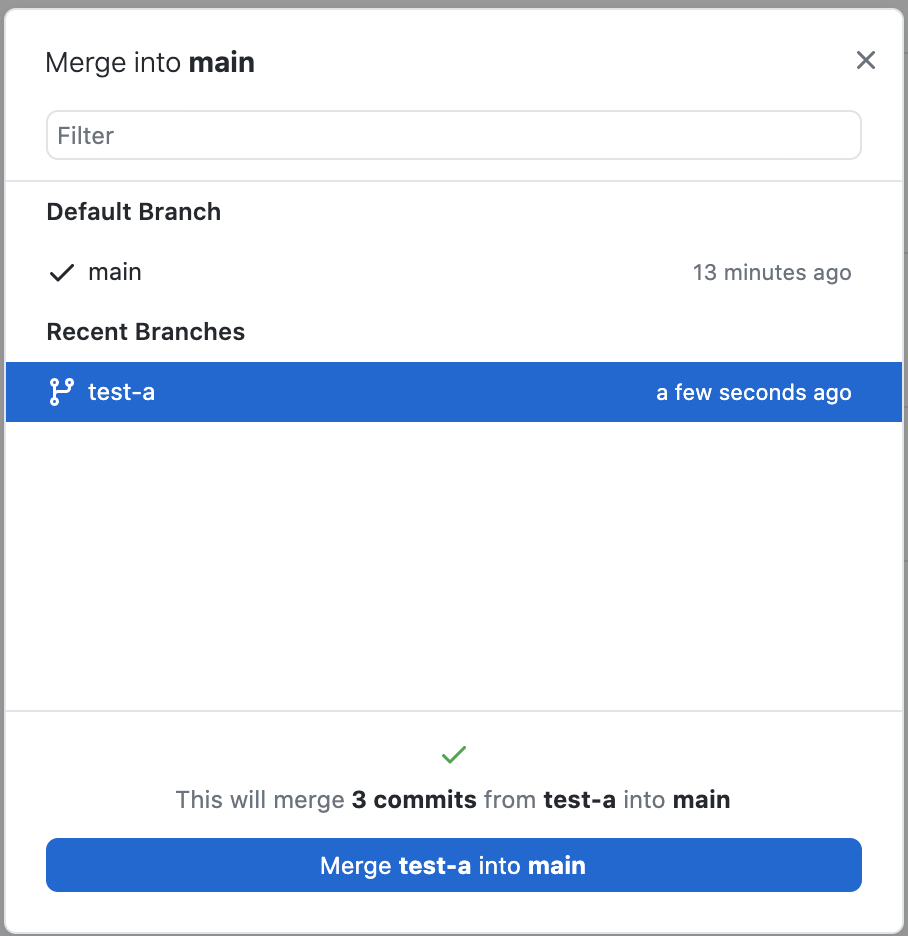 Merge into main
Filter
Default Branch
main 13 minutes ago
Recent Branches
test-a a few seconds ago
This will merge 3 commits from test-a into main
Merge test-a into main